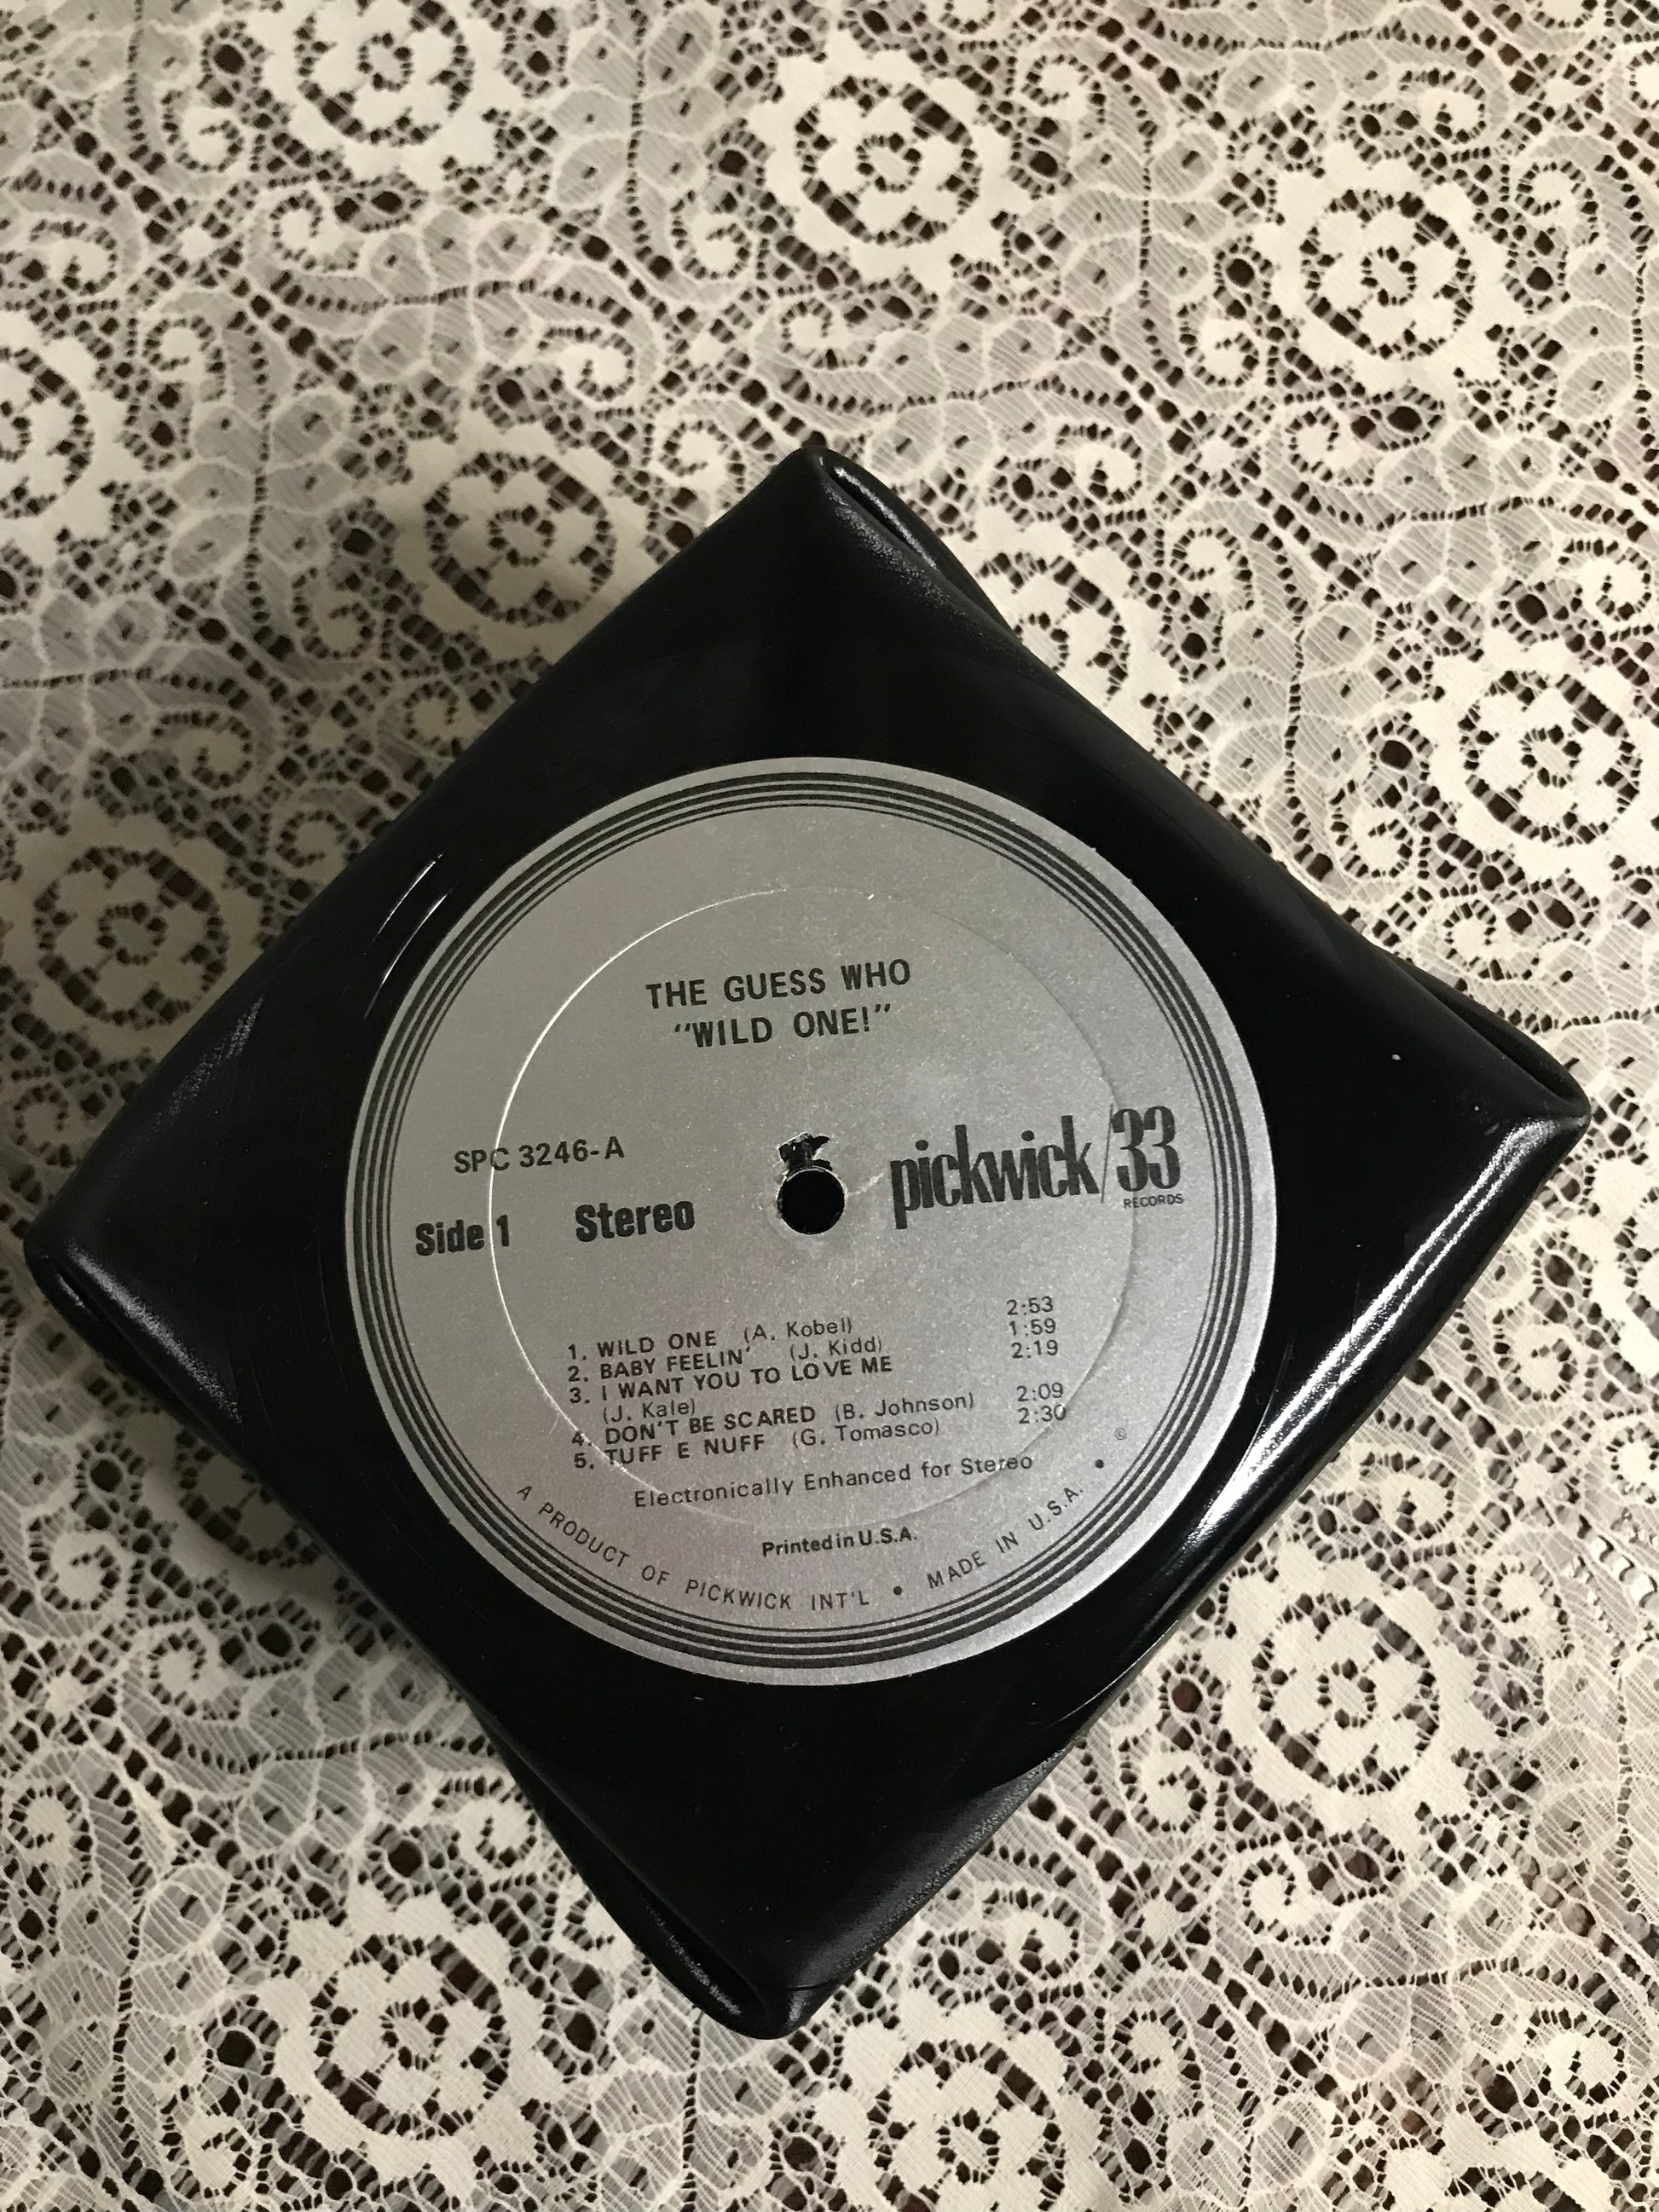 THE GUESS WHO
"WILD ONE!"
SPC 3246-A
Side 1 Stereo
pickwick/33
RECORDS
1. WILD ONE (A. Kobel) 2:53
2. BABY FEELIN' (J. Kidd) 1:59
3. I WANT YOU TO LOVE ME 2:19
(J. Kale)
4. DON'T BE SCARED (B. Johnson) 2:09
5. TUFF E NUFF (G. Tomasco) 2:30
Electronically Enhanced for Stereo
©
Printed in U.S.A.
A PRODUCT OF PICKWICK INT'L • MADE IN U.S.A. •